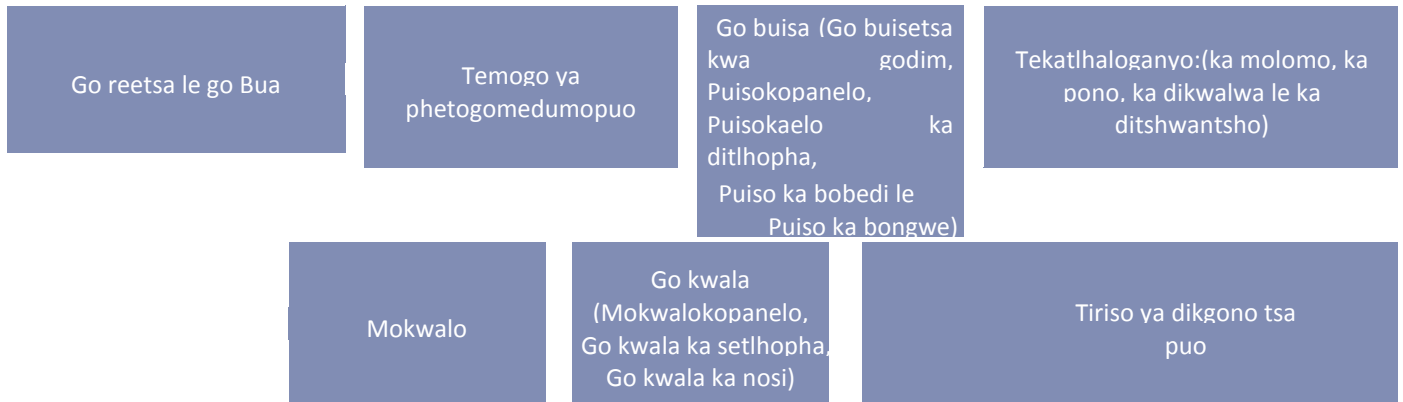 Go reetsa le go Bua
Temogo ya
phetogomedumopuo
Go buisa (Go buisetsa
kwa godim,
Puisokopanelo,
Puisokaelo ka
ditlhopha,
Puiso ka bobedi le
Puiso ka bongwe)
Tekatlhaloganyo:(ka molomo, ka
pono, ka dikwalwa le ka
ditshwantsho)
Mokwalo
Go kwala
(Mokwalokopanelo,
Go kwala ka setlhopha,
Go kwala ka nosi)
Tiriso ya dikgono tsa
puo